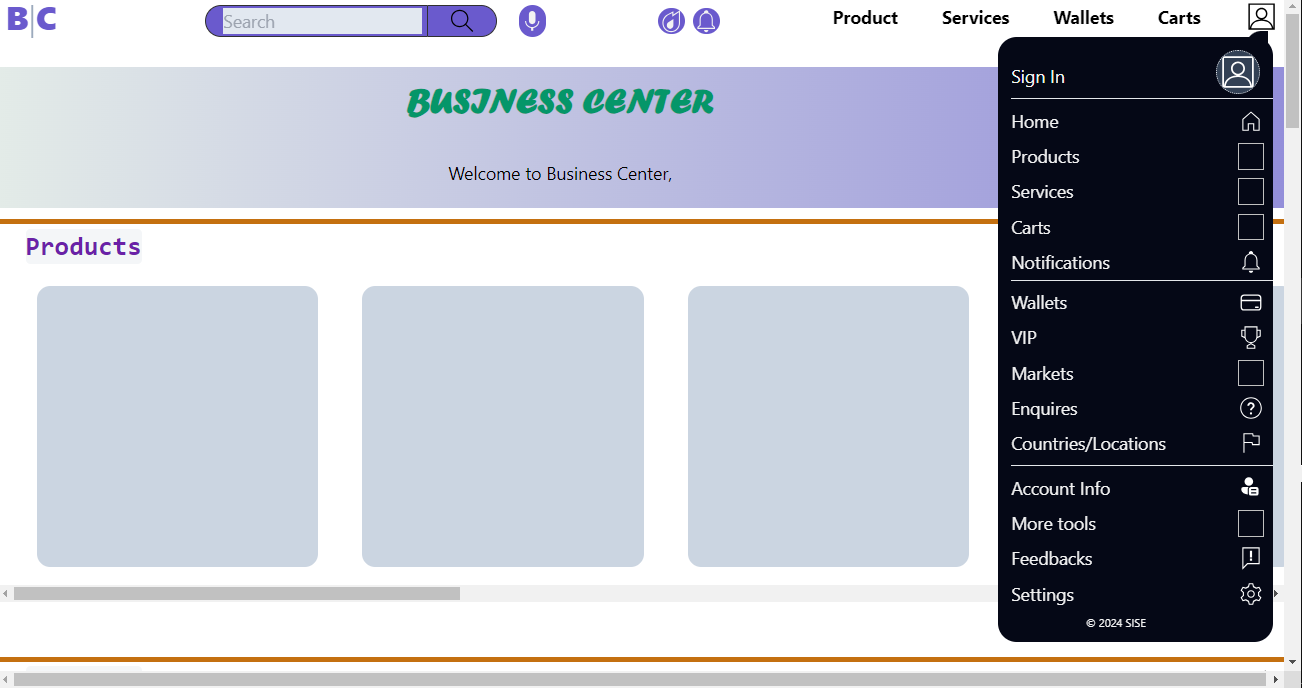 B|C
Search
Product Services Wallets Carts
Sign In
BUSINESS CENTER
Welcome to Business Center,
Products
Home
Products
Services
Carts
Notifications
Wallets
VIP
Markets
Enquires
Countries/Locations
Account Info
More tools
Feedbacks
Settings
© 2024 SISE